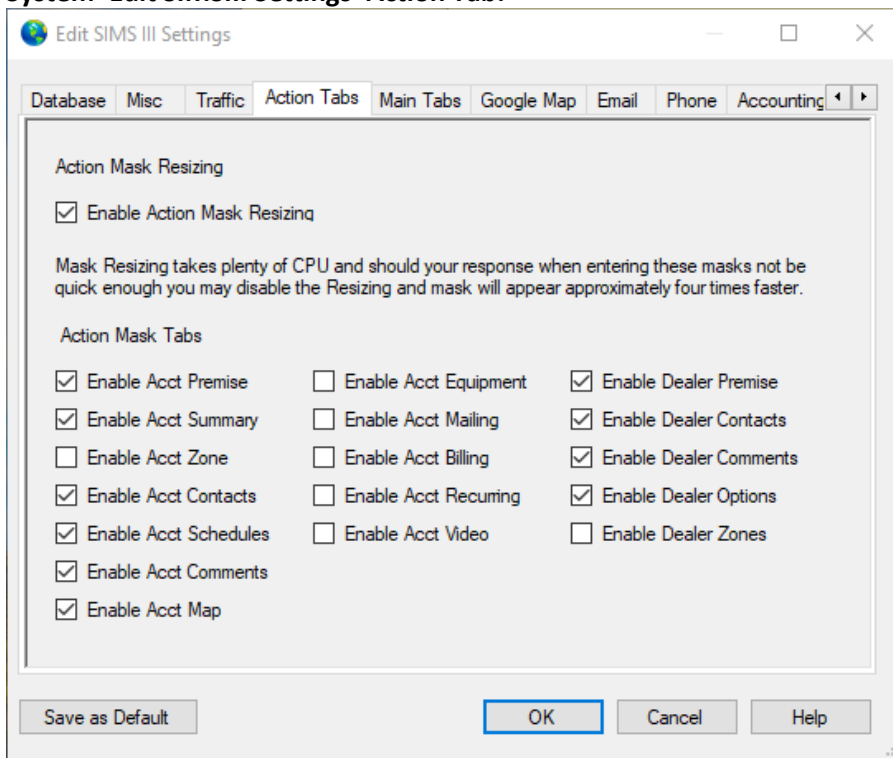 Edit SIMS III Settings
Database Misc Traffic Action Tabs Main Tabs Google Map Email Phone Accounting
Action Mask Resizing
Enable Action Mask Resizing
Mask Resizing takes plenty of CPU and should your response when entering these masks not be
quick enough you may disable the Resizing and mask will appear approximately four times faster.
Action Mask Tabs
Enable Acct Premise Enable Acct Equipment Enable Dealer Premise
Enable Acct Summary Enable Acct Mailing Enable Dealer Contacts
Enable Acct Zone Enable Acct Billing Enable Dealer Comments
Enable Acct Contacts Enable Acct Recurring Enable Dealer Options
Enable Acct Schedules Enable Acct Video Enable Dealer Zones
Enable Acct Comments
Enable Acct Map
Save as Default OK Cancel Help